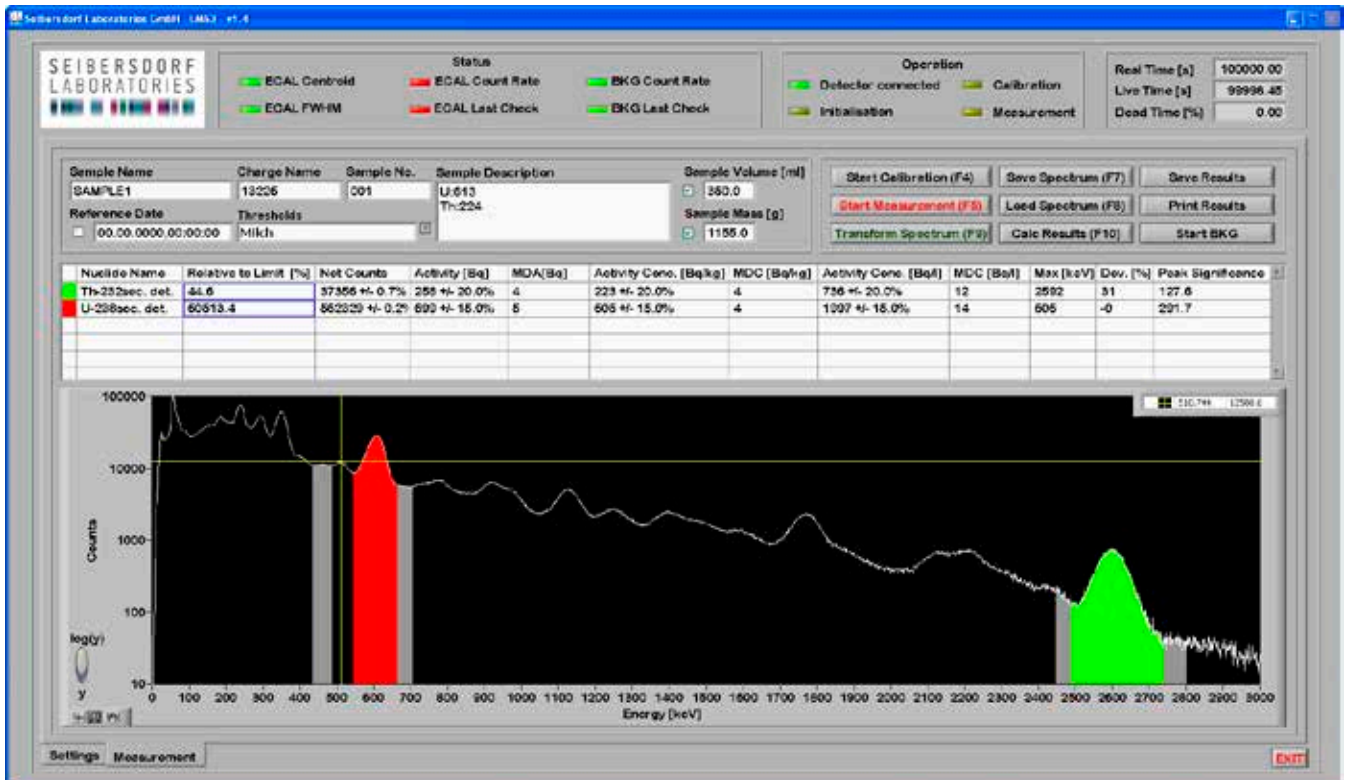 Seibersdorf Laboratories GmbH LMS3 v1.4
SEIBERSDORF
LABORATORIES
Status
ECAL Centroid
ECAL Count Rate
BKG Count Rate
ECAL FWHM
ECAL Last Check
BKG Last Check
Operation
Detector connected
Calibration
Initialisation
Measurement
Real Time [s] 100000.00
Live Time [s] 99996.45
Dead Time [%] 0.00
Sample Name
SAMPLE1
Charge Name
13226
Sample No.
001
Sample Description
U:613
Th:224
Sample Volume [ml]
350.0
Reference Date
00.00.0000,00:00:00
Thresholds
Milch
Sample Mass [g]
1155.0
Start Calibration (F4)
Save Spectrum (F7)
Save Results
Start Measurement (F5)
Load Spectrum (F8)
Print Results
Transform Spectrum (F9)
Calc Results (F10)
Start BKG
Nuclide Name Relative to Limit [%] Net Counts Activity [Bq] MDA[Bq] Activity Conc. [Bq/kg] MDC [Bq/kg] Activity Conc. [Bq/l] MDC [Bq/l] Max [keV] Dev. [%] Peak Significance
Th-232sec. det. 44.6 37356 +/- 0.7% 258 +/- 20.0% 4 223 +/- 20.0% 4 736 +/- 20.0% 12 2592 31 127.6
U-238sec. det. 60513.4 552329 +/- 0.2% 699 +/- 15.0% 5 605 +/- 15.0% 4 1997 +/- 15.0% 14 605 -0 291.7
510.744 12588.0
100000
10000
1000
100
10
Counts
log(y)
y
0 100 200 300 400 500 600 700 800 900 1000 1100 1200 1300 1400 1500 1600 1700 1800 1900 2000 2100 2200 2300 2400 2500 2600 2700 2800 2900 3000
Energy [keV]
Settings
Measurement
EXIT